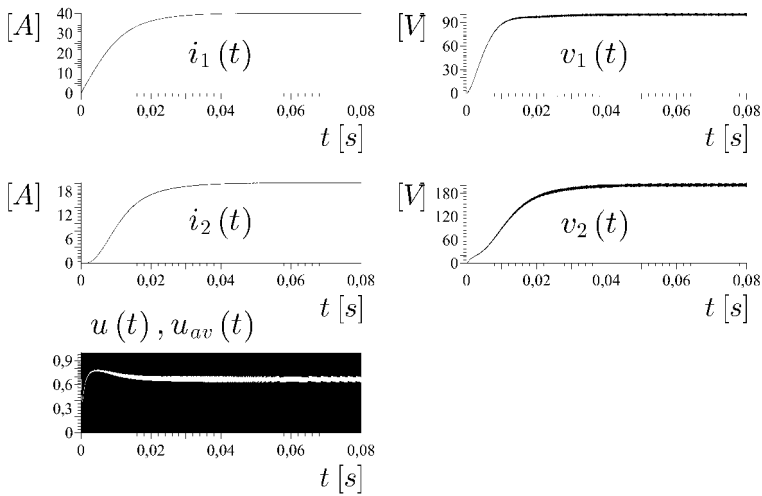 [A] 40 30 20 10 0
i₁ (t)
0 0,02 0,04 0,06 0,08
t [s]
[V] 90 60 30 0
v₁ (t)
0 0,02 0,04 0,06 0,08
t [s]
[A] 18 12 6 0
i₂ (t)
0 0,02 0,04 0,06 0,08
t [s]
[V] 180 120 60 0
v₂ (t)
0 0,02 0,04 0,06 0,08
t [s]
u (t) , u_{av} (t)
0,9 0,6 0,3 0
0 0,02 0,04 0,06 0,08
t [s]